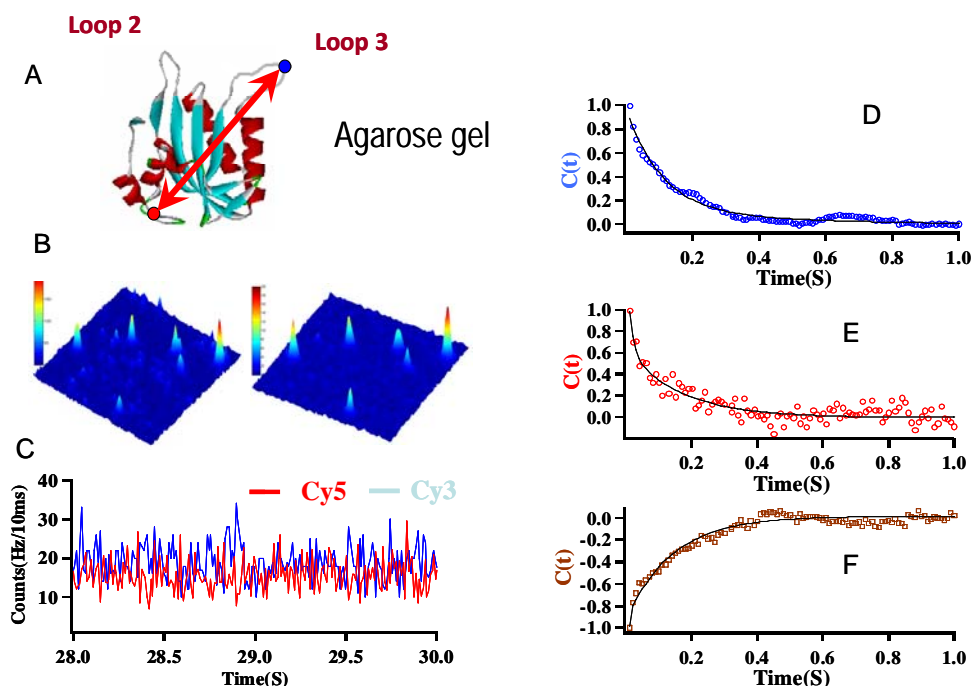 Loop 2
Loop 3
A
Agarose gel
B
C
40
30
20
10
Counts(Hz/10ms)
Cy5
Cy3
28.0
28.5
29.0
29.5
30.0
Time(S)
D
1.0
0.8
0.6
0.4
0.2
0.0
C(t)
0.2
0.4
0.6
0.8
1.0
Time(S)
E
1.0
0.8
0.6
0.4
0.2
0.0
C(t)
0.2
0.4
0.6
0.8
1.0
Time(S)
F
0.0
-0.2
-0.4
-0.6
-0.8
-1.0
C(t)
0.2
0.4
0.6
0.8
1.0
Time(S)